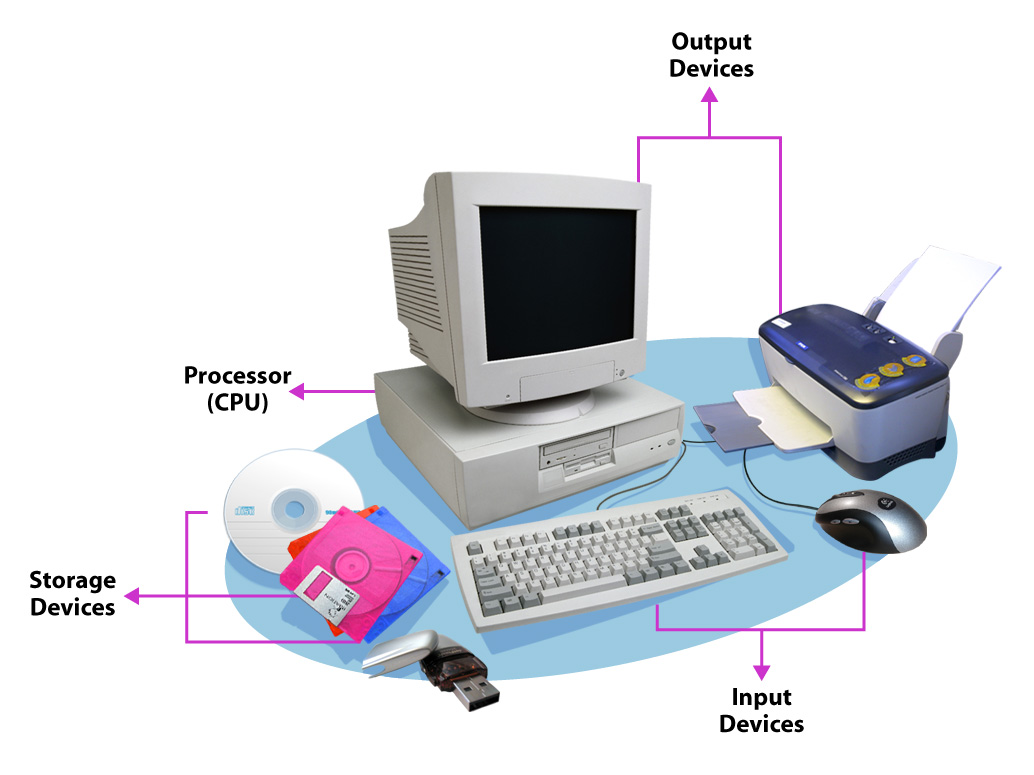 Output
Devices
Processor
(CPU)
Storage
Devices
Input
Devices